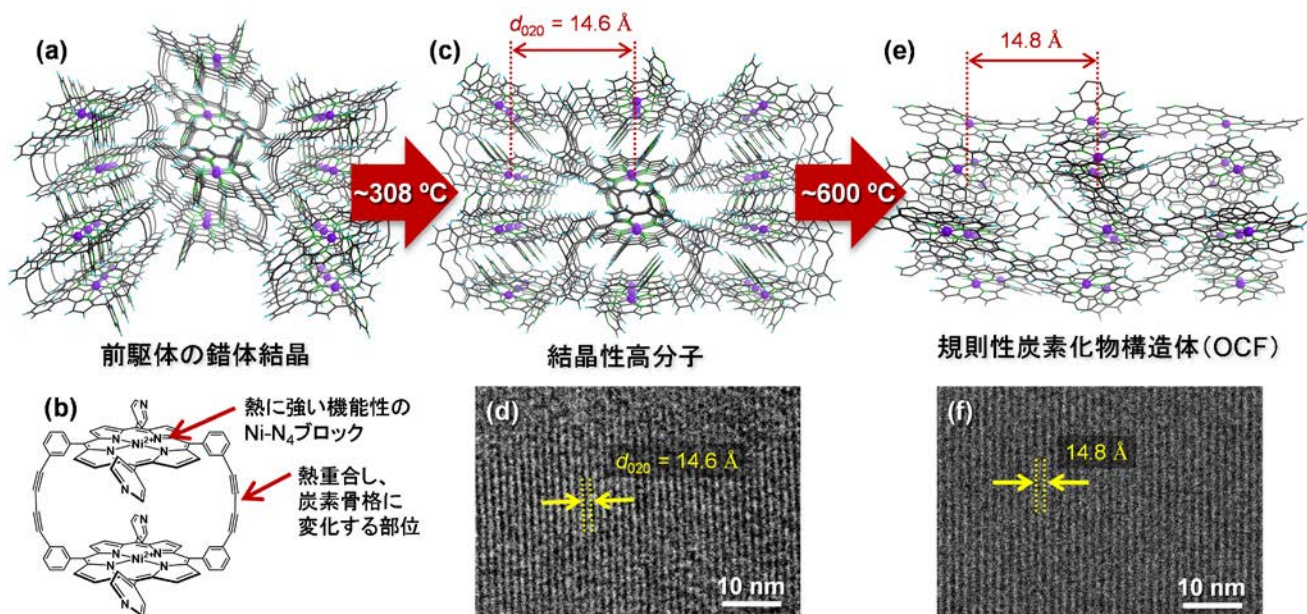 (a)
(c)
d020 = 14.6 Å
(e)
14.8 Å
~308 ºC
~600 ºC
前駆体の錯体結晶
結晶性高分子
規則性炭素化物構造体(OCF)
(b)
熱に強い機能性の
Ni-N4ブロック
熱重合し、
炭素骨格に
変化する部位
N
N
N
Ni2+
N
N
N
N
N
N
Ni2+
N
N
N
(d)
d020 = 14.6 Å
10 nm
(f)
14.8 Å
10 nm